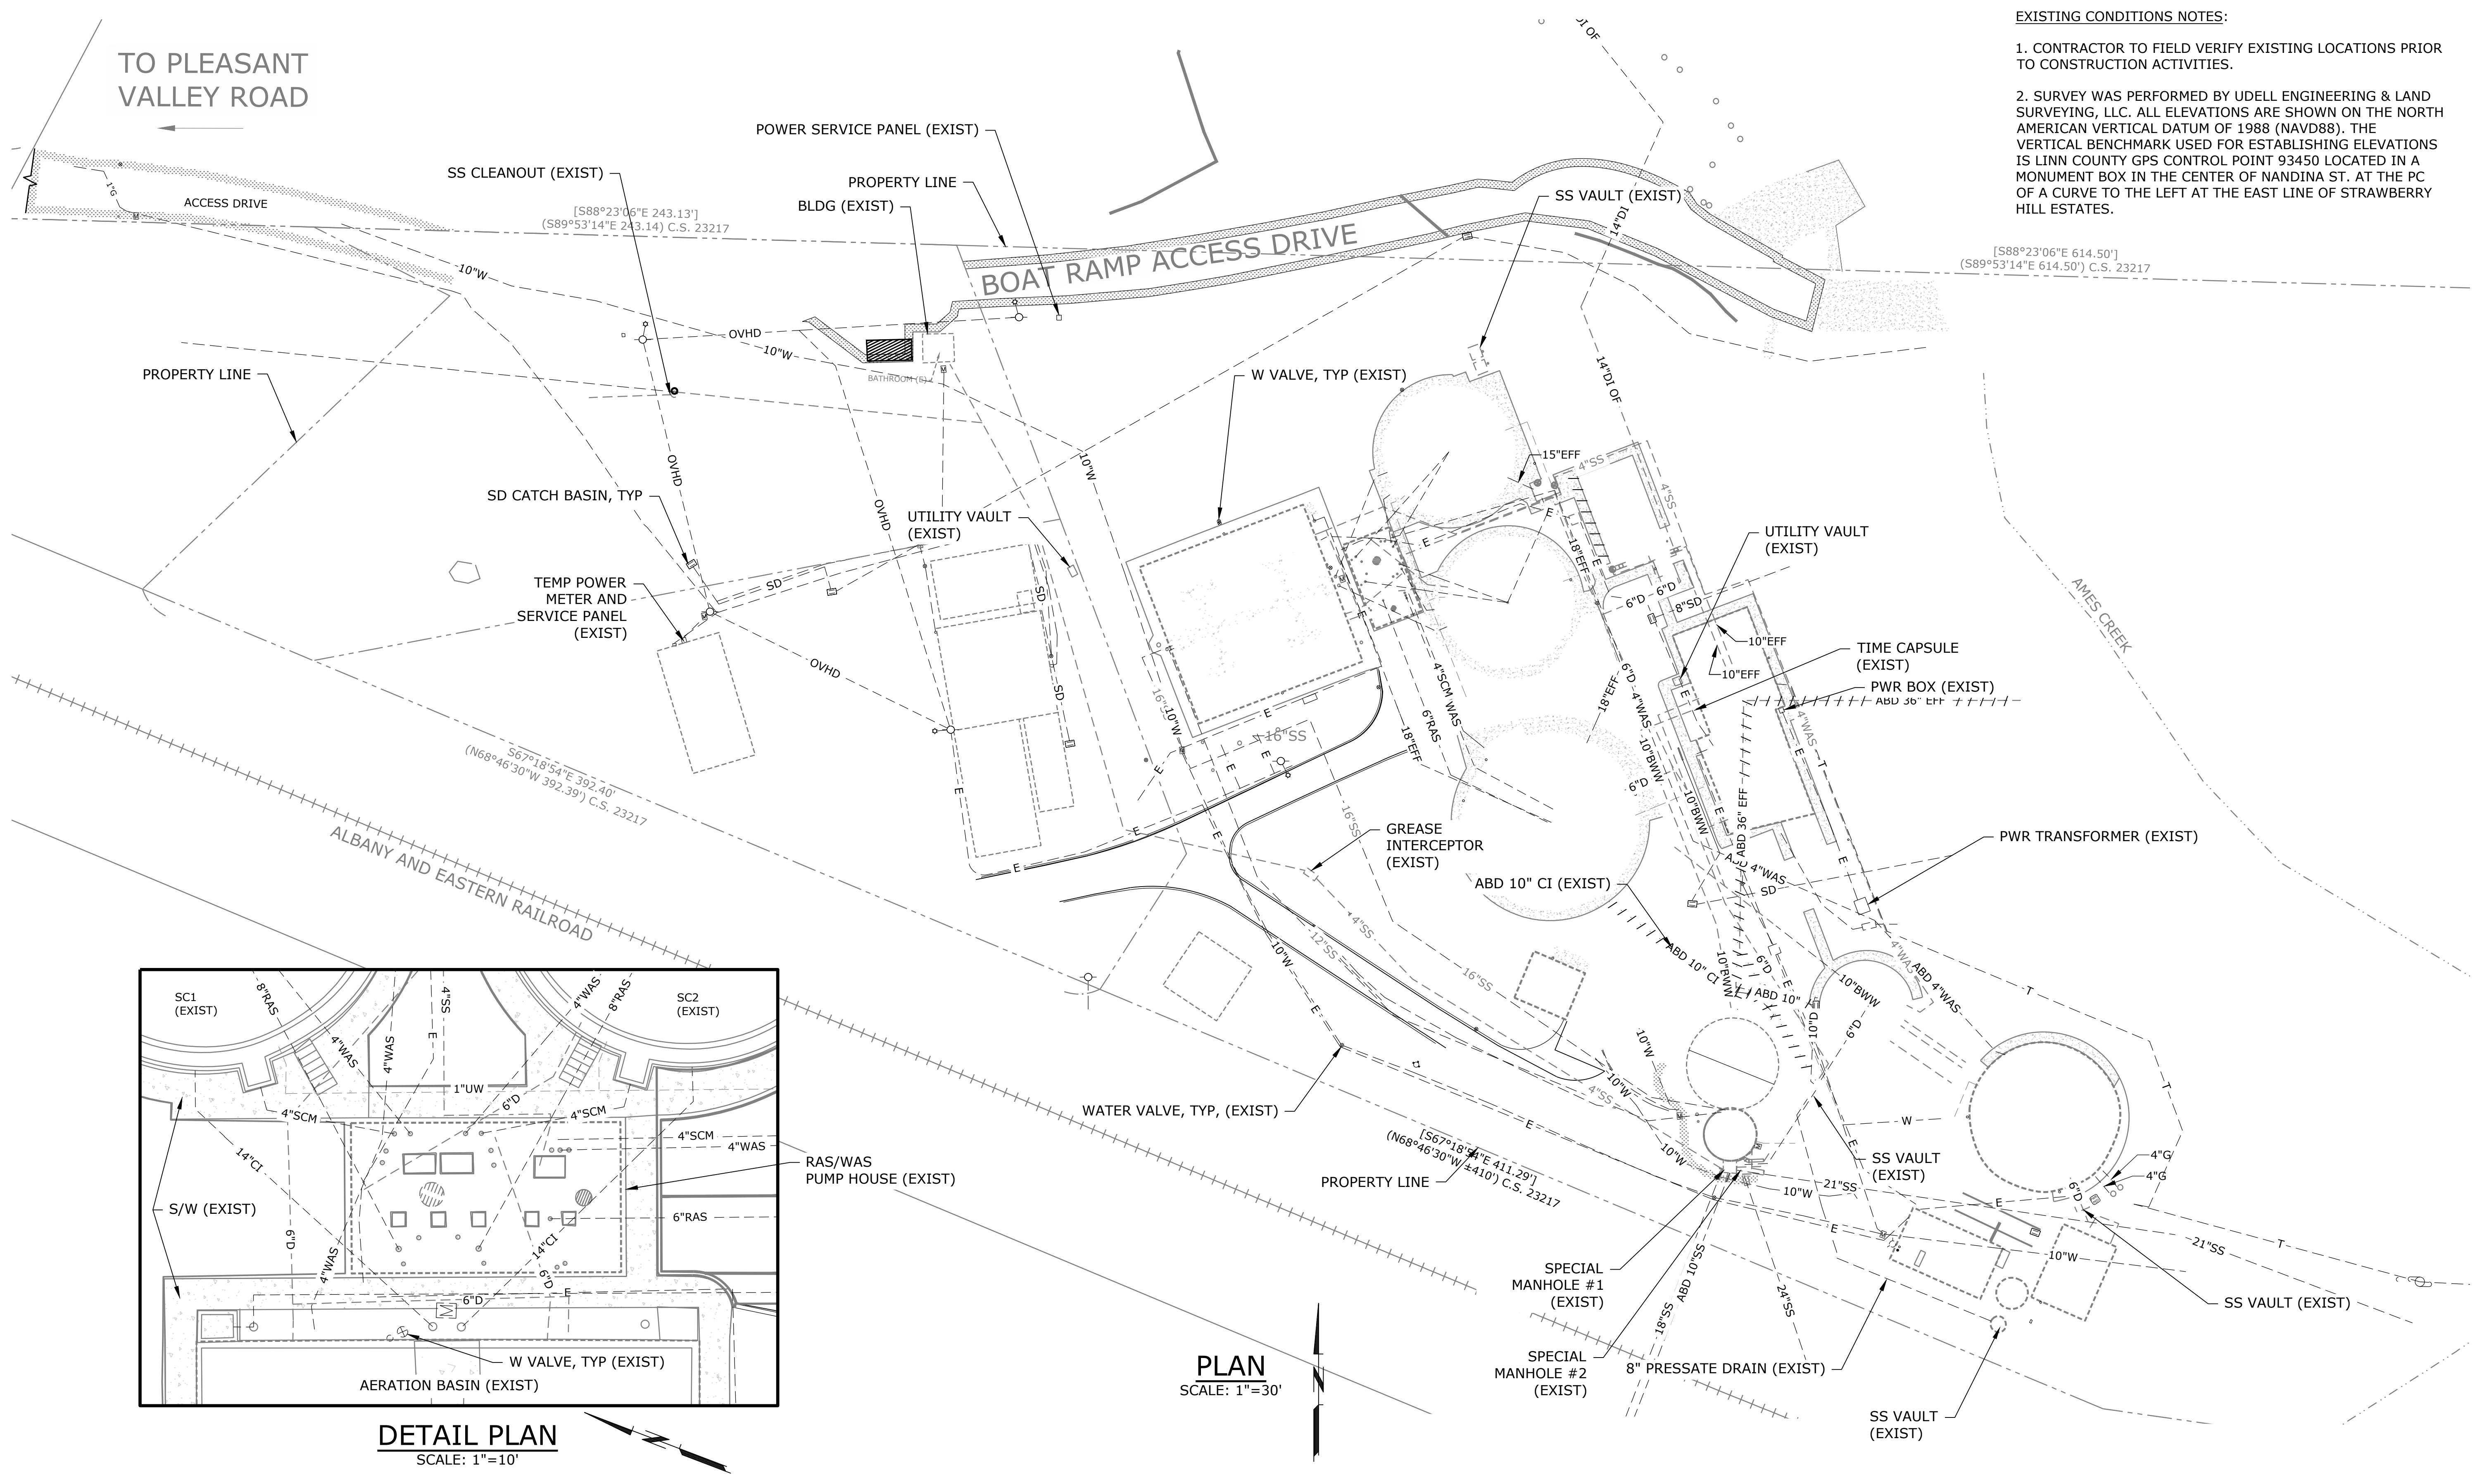 EXISTING CONDITIONS NOTES:
1. CONTRACTOR TO FIELD VERIFY EXISTING LOCATIONS PRIOR
TO CONSTRUCTION ACTIVITIES.
2. SURVEY WAS PERFORMED BY UDELL ENGINEERING & LAND
SURVEYING, LLC. ALL ELEVATIONS ARE SHOWN ON THE NORTH
AMERICAN VERTICAL DATUM OF 1988 (NAVD88). THE
VERTICAL BENCHMARK USED FOR ESTABLISHING ELEVATIONS
IS LINN COUNTY GPS CONTROL POINT 93450 LOCATED IN A
MONUMENT BOX IN THE CENTER OF NANDINA ST. AT THE PC
OF A CURVE TO THE LEFT AT THE EAST LINE OF STRAWBERRY
HILL ESTATES.
TO PLEASANT
VALLEY ROAD
1"G
ACCESS DRIVE
SS CLEANOUT (EXIST)
POWER SERVICE PANEL (EXIST)
PROPERTY LINE
BLDG (EXIST)
[S88°23'06"E 243.13']
(S89°53'14"E 243.14) C.S. 23217
BOAT RAMP ACCESS DRIVE
SS VAULT (EXIST)
DI OF
14"DI
[S88°23'06"E 614.50']
(S89°53'14"E 614.50') C.S. 23217
10"W
OVHD
10"W
BATHROOM (E)
PROPERTY LINE
W VALVE, TYP (EXIST)
14"DI OF
OVHD
10"W
15"EFF
4"SS
4"SS
SD CATCH BASIN, TYP
OVHD
UTILITY VAULT
(EXIST)
E
E
18"EFF
E
UTILITY VAULT
(EXIST)
TEMP POWER
METER AND
SERVICE PANEL
(EXIST)
SD
SD
E
6"D
6"D
8"SD
10"EFF
10"EFF
TIME CAPSULE
(EXIST)
PWR BOX (EXIST)
ABD 36" EFF
AMES CREEK
OVHD
SD
10"W
E
16"SS
E
E
E
4"SCM WAS
6"RAS
18"EFF
18"EFF
6"D
4"WAS
10"BWW
6"D
10"BWW
E
E
ABD 36" EFF
4"WAS
E
T
S67°18'54"E 392.40'
(N68°46'30"W 392.39') C.S. 23217
ALBANY AND EASTERN RAILROAD
E
E
E
E
16"SS
GREASE
INTERCEPTOR
(EXIST)
ABD 10" CI (EXIST)
4"WAS
SD
E
PWR TRANSFORMER (EXIST)
4"SS
12"SS
10"W
16"SS
ABD 10" CI
10"BWW
ABD 10"
6"D
E
10"D
10"BWW
6"D
4"WAS
ABD 4"WAS
T
T
E
WATER VALVE, TYP, (EXIST)
E
10"W
10"W
4"SS
10"W
W
E
[S67°18'54"E 411.29']
(N68°46'30"W ±410') C.S. 23217
PROPERTY LINE
SS VAULT
(EXIST)
21"SS
10"W
E
E
6"D
4"G
4"G
10"W
21"SS
T
SPECIAL
MANHOLE #1
(EXIST)
SPECIAL
MANHOLE #2
(EXIST)
18"SS
ABD 10"SS
24"SS
8" PRESSATE DRAIN (EXIST)
SS VAULT
(EXIST)
SS VAULT (EXIST)
SC1
(EXIST)
8"RAS
4"WAS
4"WAS
E
4"SS
4"WAS
8"RAS
SC2
(EXIST)
1"UW
4"SCM
6"D
4"SCM
14"CI
4"SCM
4"WAS
RAS/WAS
PUMP HOUSE (EXIST)
S/W (EXIST)
6"RAS
6"D
4"WAS
14"CI
6"D
6"D
E
W VALVE, TYP (EXIST)
AERATION BASIN (EXIST)
DETAIL PLAN
SCALE: 1"=10'
N
PLAN
SCALE: 1"=30'
N